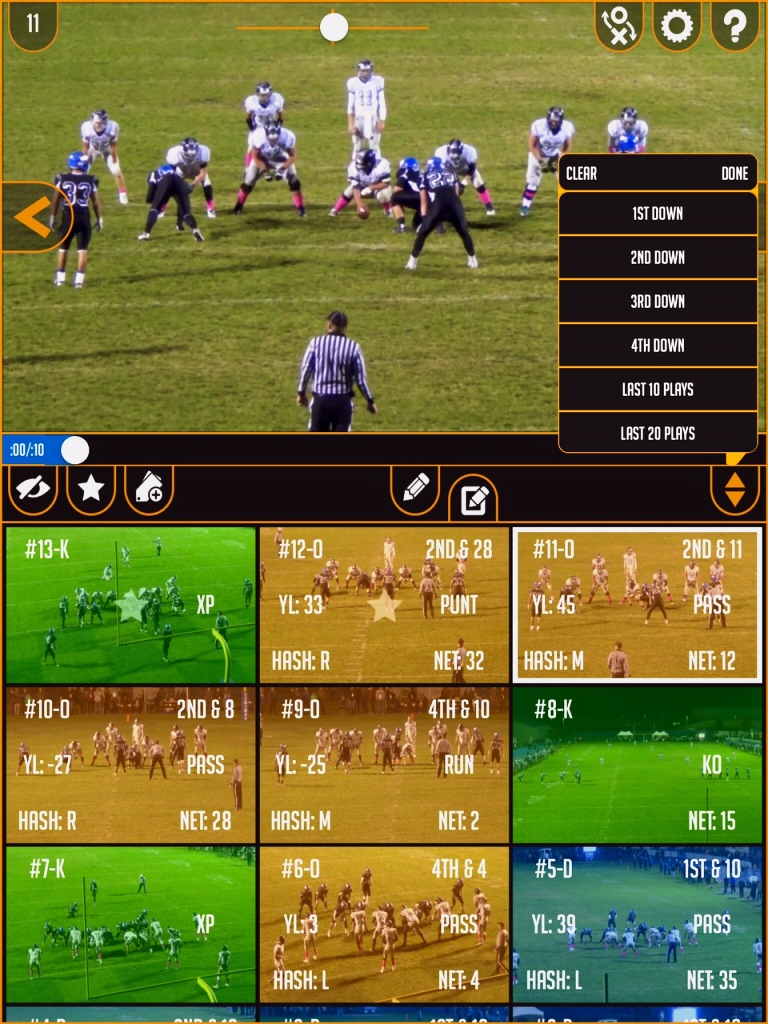 11
?
11
33
22
CLEAR DONE
1ST DOWN
2ND DOWN
3RD DOWN
4TH DOWN
LAST 10 PLAYS
LAST 20 PLAYS
:00/:10
#13-K
XP
#12-O 2ND & 28
YL: 33 PUNT
HASH: R NET: 32
#11-O 2ND & 11
YL: 45 PASS
HASH: M NET: 12
#10-O 2ND & 8
YL: -27 PASS
HASH: R NET: 28
#9-O 4TH & 10
YL: -25 RUN
HASH: M NET: 2
#8-K
KO
NET: 15
#7-K
XP
#6-O 4TH & 4
YL: 3 PASS
HASH: L NET: 4
#5-D 1ST & 10
YL: 39 PASS
HASH: L NET: 35